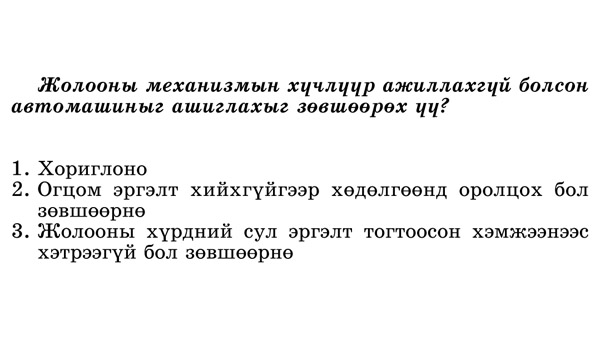 Жолооны механизмын хүчлүүр ажиллахгүй болсон
автомашиныг ашиглахыг зөвшөөрөх үү?
1. Хориглоно
2. Огцом эргэлт хийхгүйгээр хөдөлгөөнд оролцох бол
зөвшөөрнө
3. Жолооны хүрдний сул эргэлт тогтоосон хэмжээнээс
хэтрээгүй бол зөвшөөрнө